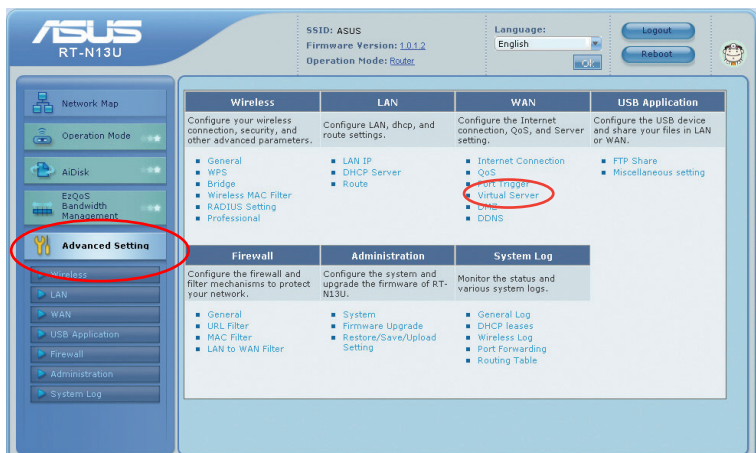 ASUS
RT-N13U
SSID: ASUS
Firmware Version: 1.0.1.2
Operation Mode: Router
Language:
English
OK
Logout
Reboot
Network Map
Operation Mode
AiDisk
EzQoS
Bandwidth
Management
Advanced Setting
Wireless
LAN
WAN
USB Application
Firewall
Administration
System Log
Wireless
Configure your wireless
connection, security, and
other advanced parameters.
General
WPS
Bridge
Wireless MAC Filter
RADIUS Setting
Professional
LAN
Configure LAN, dhcp, and
route settings.
LAN IP
DHCP Server
Route
WAN
Configure the Internet
connection, QoS, and Server
setting.
Internet Connection
QoS
Port Trigger
Virtual Server
DMZ
DDNS
USB Application
Configure the USB device
and share your files in LAN
or WAN.
FTP Share
Miscellaneous setting
Firewall
Configure the firewall and
filter mechanisms to protect
your network.
General
URL Filter
MAC Filter
LAN to WAN Filter
Administration
Configure the system and
upgrade the firmware of RT-
N13U.
System
Firmware Upgrade
Restore/Save/Upload
Setting
System Log
Monitor the status and
various system logs.
General Log
DHCP leases
Wireless Log
Port Forwarding
Routing Table